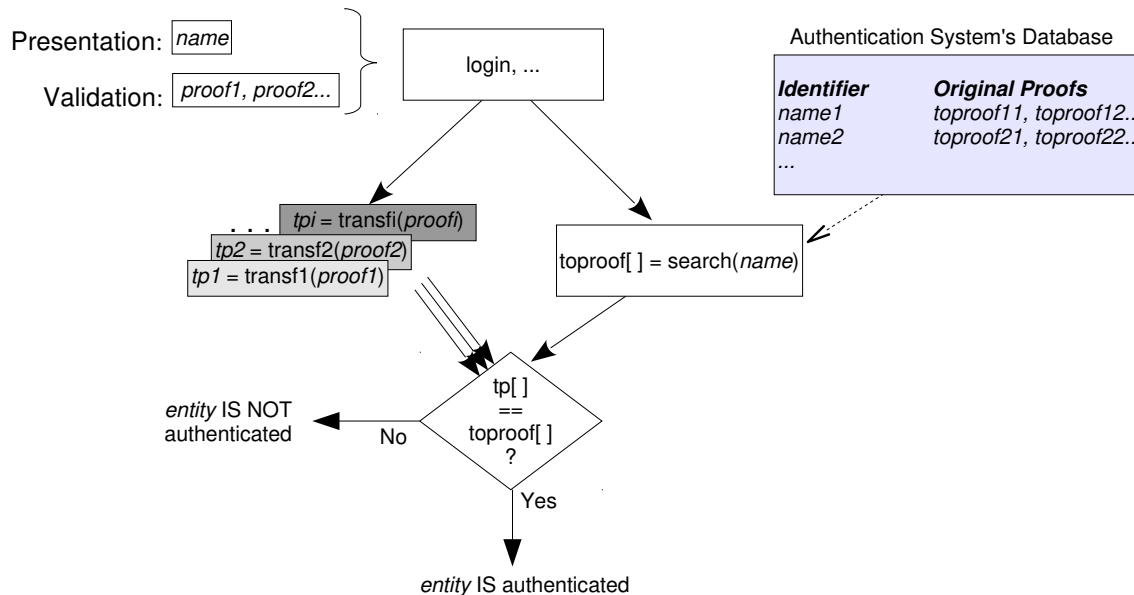 Presentation: name
Validation: proof1, proof2...
login, ...
Authentication System's Database
Identifier Original Proofs
name1 toproof11, toproof12..
name2 toproof21, toproof22..
...
. . . tpi = transfi(proofi)
tp2 = transf2(proof2)
tp1 = transf1(proof1)
toproof[ ] = search(name)
tp[ ]
==
toproof[ ]
?
entity IS NOT
authenticated
No
Yes
entity IS authenticated